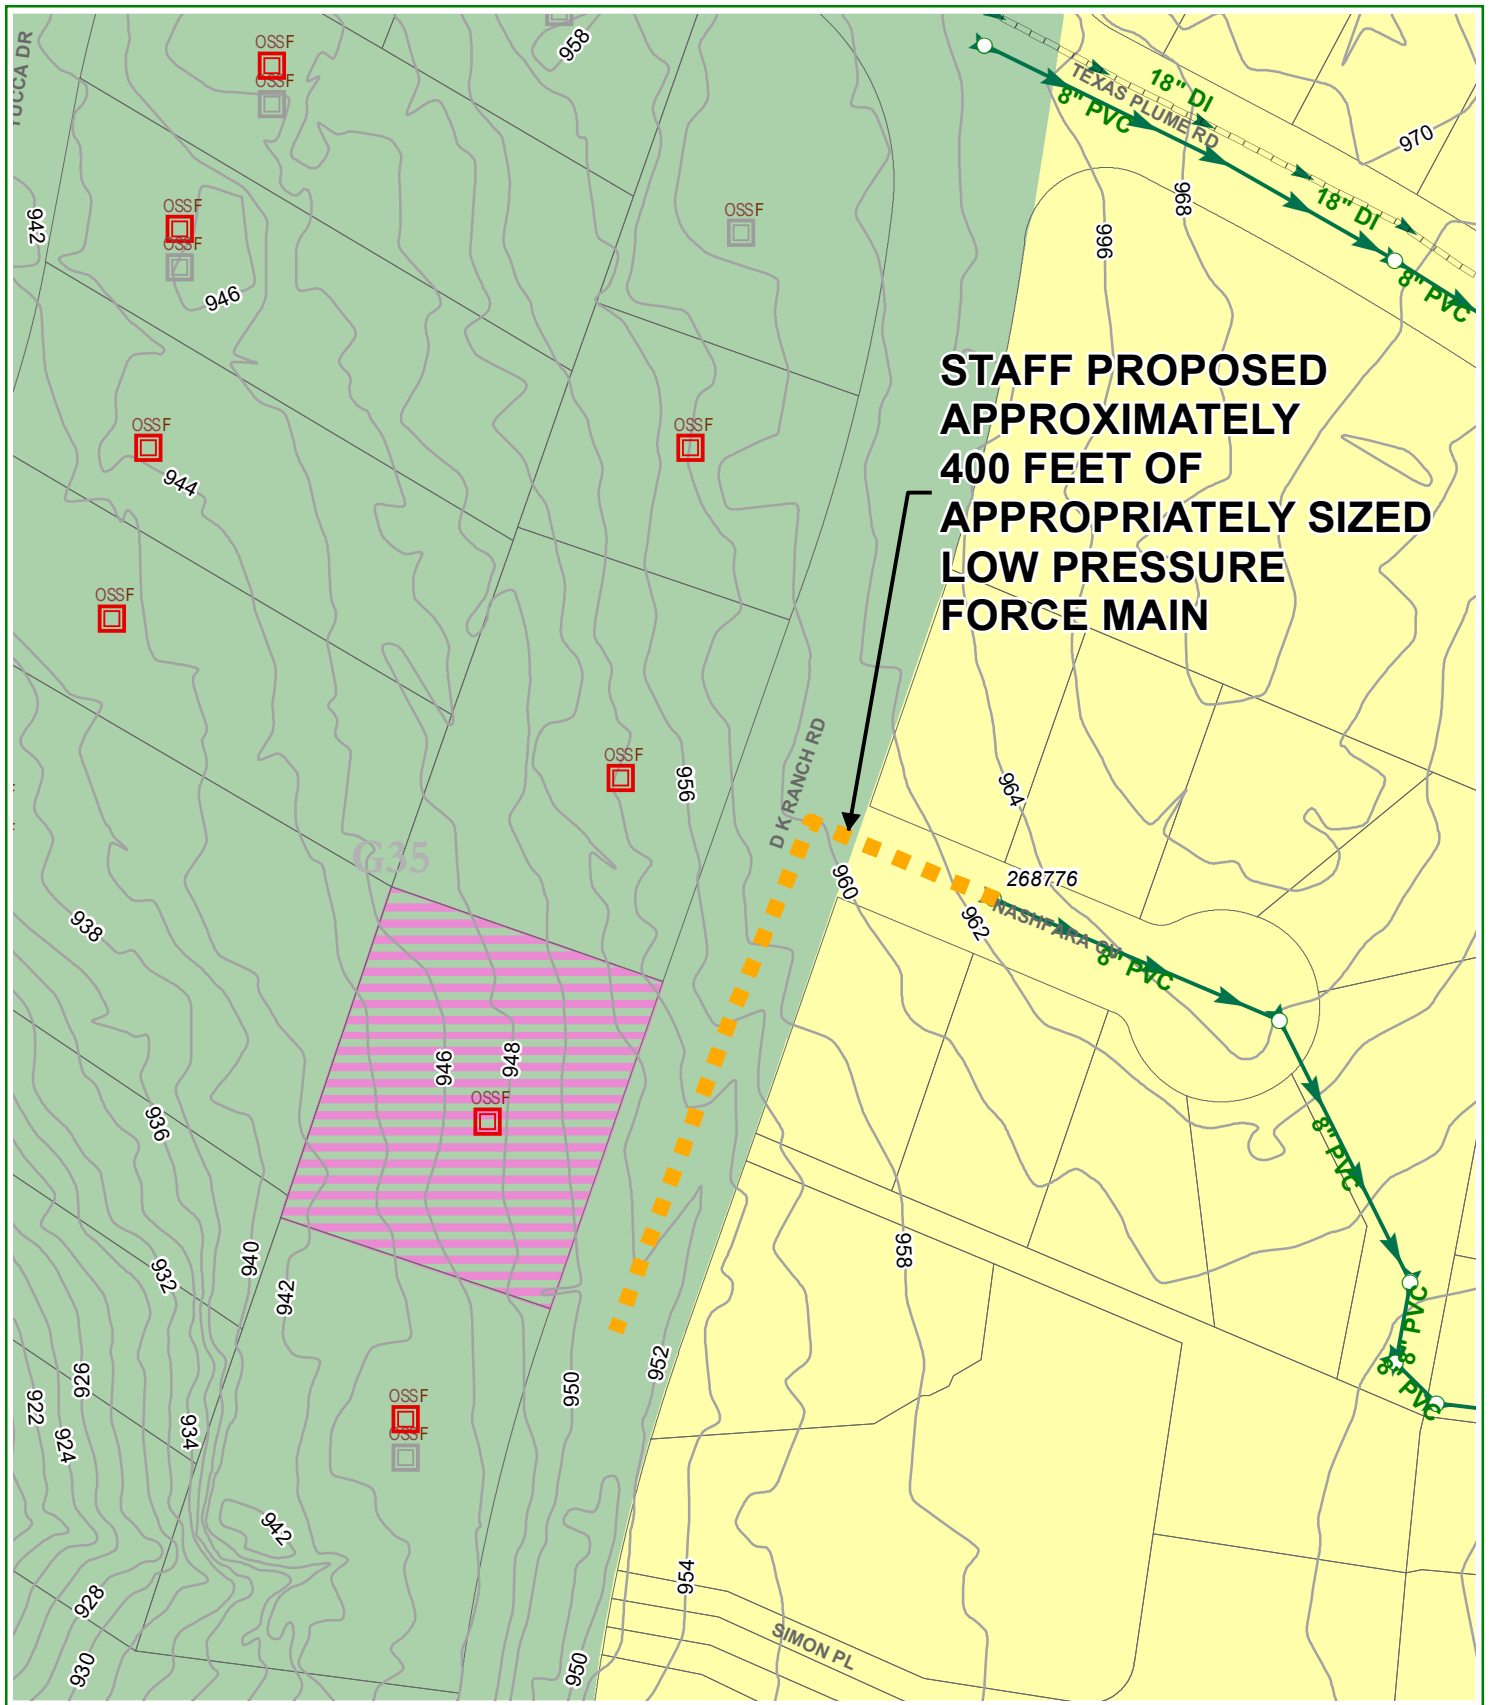 YUCCA DR
OSSF
OSSF
958
TEXAS PLUME RD
18" DI
8" PVC
970
942
OSSF
OSSF
946
OSSF
966
968
18" DI
8" PVC
STAFF PROPOSED
APPROXIMATELY
400 FEET OF
APPROPRIATELY SIZED
LOW PRESSURE
FORCE MAIN
OSSF
944
OSSF
OSSF
OSSF
956
D K RANCH RD
964
G35
960
268776
NASHPARA CV
8" PVC
962
938
946
948
OSSF
936
8" PVC
940
942
932
958
8" PVC
8" PVC
952
950
926
922
924
934
OSSF
OSSF
942
954
928
930
950
SIMON PL